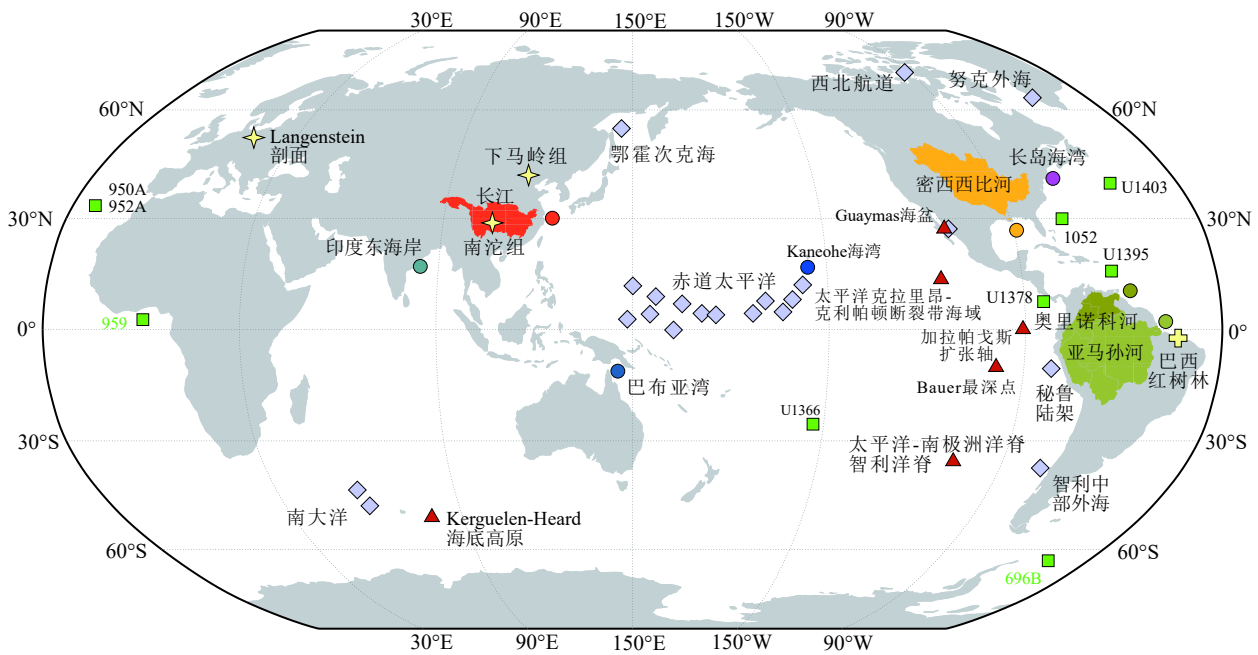 30°E 90°E 150°E 150°W 90°W
西北航道
努克外海
60°N
60°N
Langenstein
剖面
鄂霍次克海
下马岭组
长岛海湾
950A
952A
长江
密西西比河
U1403
30°N
30°N
Guaymas海盆
南沱组
印度东海岸
1052
Kaneohe海湾
U1395
赤道太平洋
太平洋克拉里昂-
克利帕顿断裂带海域
U1378
959
奥里诺科河
0°
0°
加拉帕戈斯
扩张轴
亚马孙河
巴西
红树林
巴布亚湾
Bauer最深点
秘鲁
陆架
U1366
30°S
30°S
太平洋-南极洲洋脊
智利洋脊
智利中
部外海
南大洋
Kerguelen-Heard
海底高原
60°S
60°S
696B
30°E 90°E 150°E 150°W 90°W